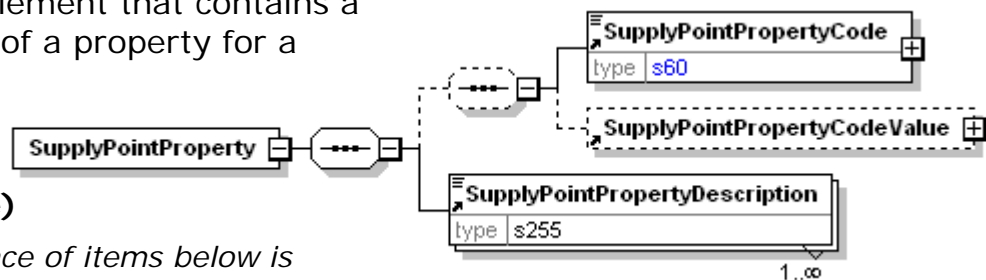 lement that contains a
of a property for a
)
ce of items below is
SupplyPointProperty
SupplyPointPropertyCode
type s60
SupplyPointPropertyCodeValue
SupplyPointPropertyDescription
type s255
1..∞